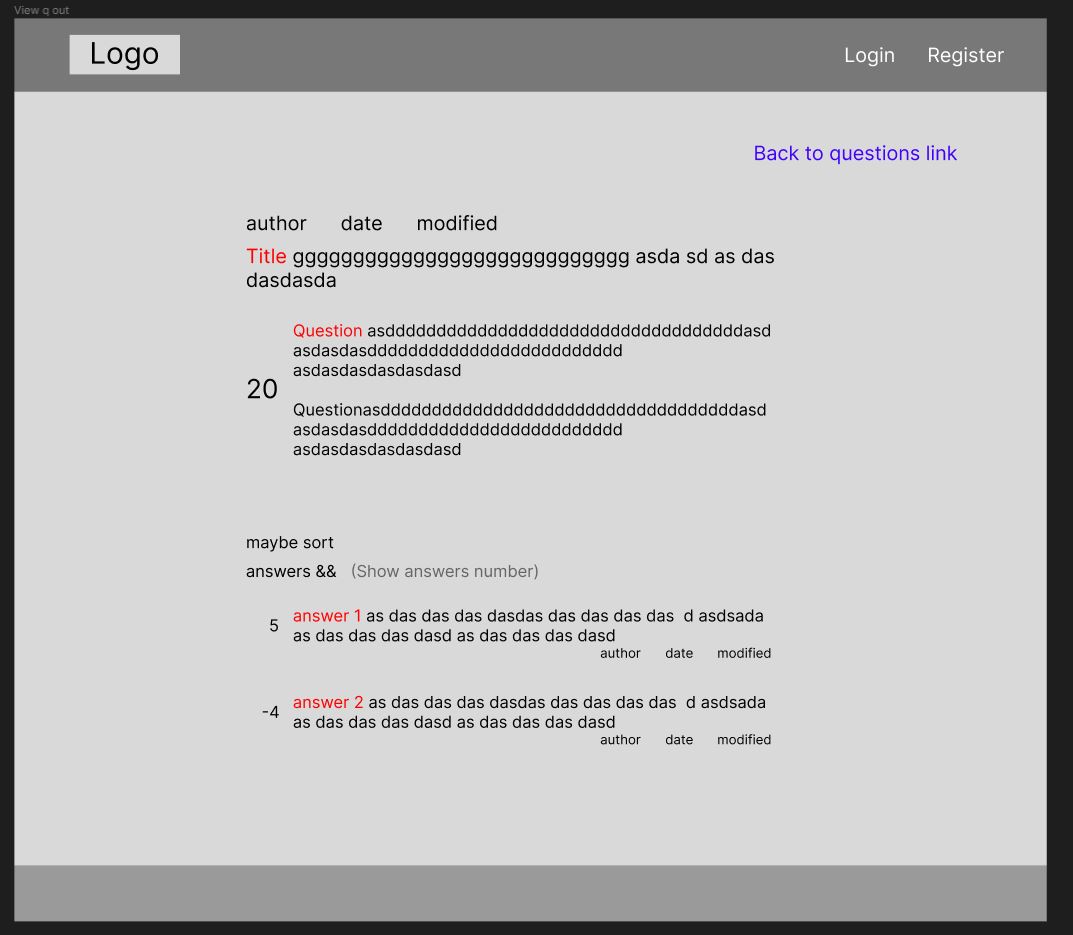 View q out
Logo
Login Register
Back to questions link
author date modified
Title gggggggggggggggggggggggggggg asda sd as das
dasdasda
Question asdddddddddddddddddddddddddddddddddddasd
asdasdasddddddddddddddddddddddddd
asdasdasdasdasdasd
20
Questionasdddddddddddddddddddddddddddddddddddasd
asdasdasddddddddddddddddddddddddd
asdasdasdasdasdasd
maybe sort
answers && (Show answers number)
5 answer 1 as das das das dasdas das das das das  d asdsada
as das das das dasd as das das das dasd
author date modified
-4 answer 2 as das das das dasdas das das das das  d asdsada
as das das das dasd as das das das dasd
author date modified